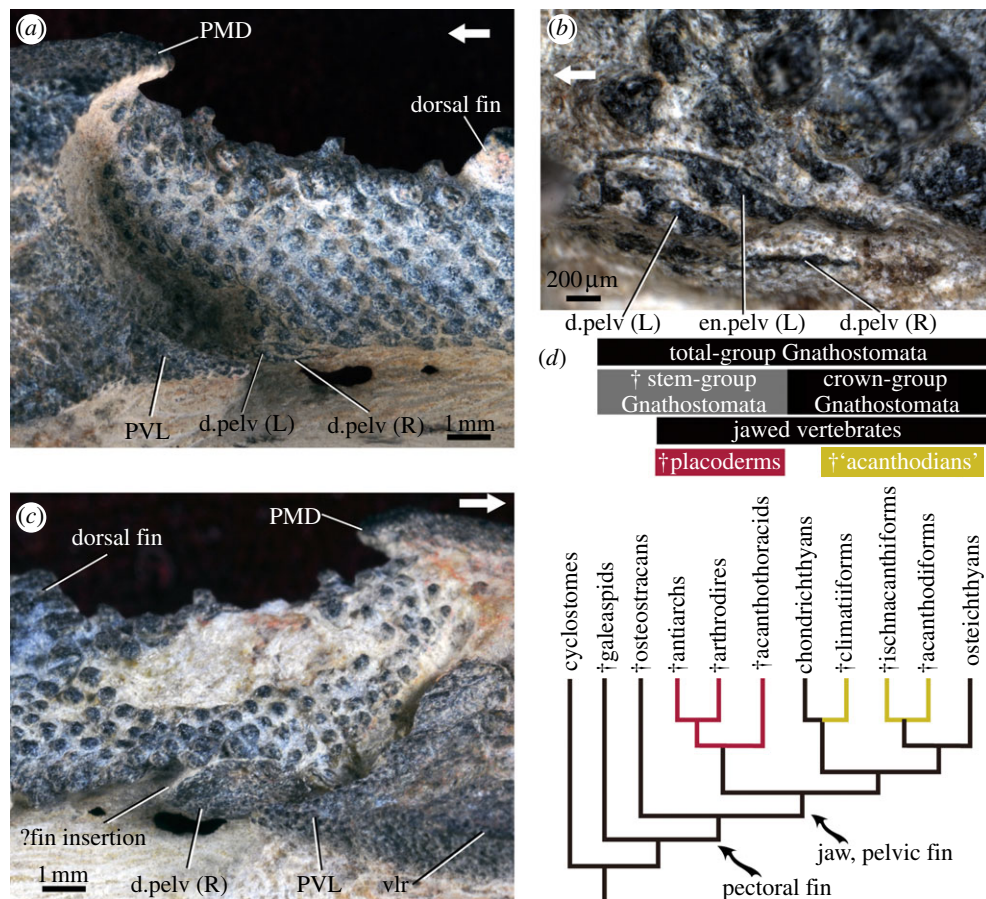 (a)
PMD
dorsal fin
PVL
d.pelv (L)
d.pelv (R)
1 mm
(b)
200 µm
d.pelv (L)
en.pelv (L)
d.pelv (R)
(c)
dorsal fin
PMD
?fin insertion
1 mm
d.pelv (R)
PVL
vlr
(d)
total-group Gnathostomata
† stem-group
Gnathostomata
crown-group
Gnathostomata
jawed vertebrates
†placoderms
†‘acanthodians’
cyclostomes
†galeaspids
†osteostracans
†antiarchs
†arthrodires
†acanthothoracids
chondrichthyans
†climatiiforms
†ischnacanthiforms
†acanthodiforms
osteichthyans
jaw, pelvic fin
pectoral fin